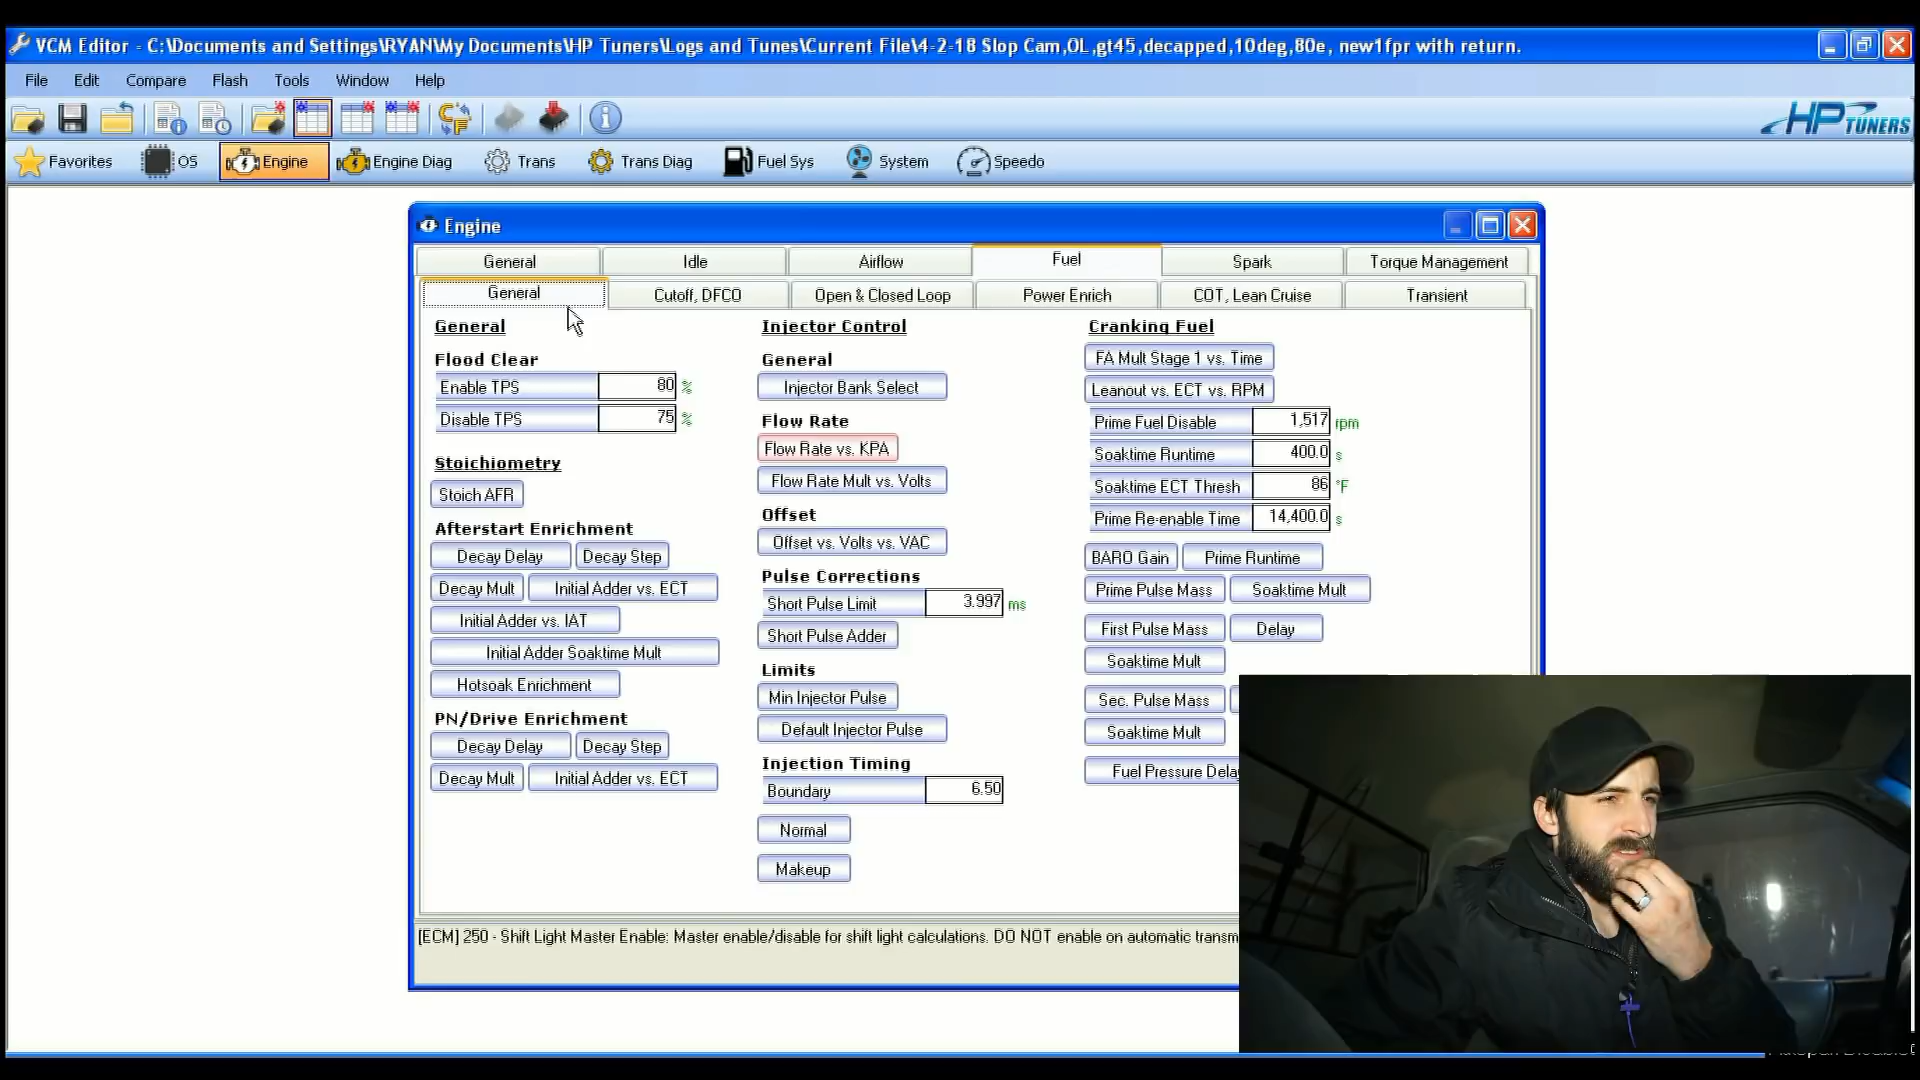 VCM Editor - C:\Documents and Settings\RYAN\My Documents\HP Tuners\Logs and Tunes\Current File\4-2-18 Slop Cam,OL,gt45,decapped,10deg,80e, new1fpr with return.
File Edit Compare Flash Tools Window Help
HP TUNERS
Favorites OS Engine Engine Diag Trans Trans Diag Fuel Sys System Speedo
Engine
General Idle Airflow Fuel Spark Torque Management
General Cutoff, DFCO Open & Closed Loop Power Enrich COT, Lean Cruise Transient
General
Flood Clear
Enable TPS 80 %
Disable TPS 75 %
Stoichiometry
Stoich AFR
Afterstart Enrichment
Decay Delay Decay Step
Decay Mult Initial Adder vs. ECT
Initial Adder vs. IAT
Initial Adder Soaktime Mult
Hotsoak Enrichment
PN/Drive Enrichment
Decay Delay Decay Step
Decay Mult Initial Adder vs. ECT
Injector Control
General
Injector Bank Select
Flow Rate
Flow Rate vs. KPA
Flow Rate Mult vs. Volts
Offset
Offset vs. Volts vs. VAC
Pulse Corrections
Short Pulse Limit 3.997 ms
Short Pulse Adder
Limits
Min Injector Pulse
Default Injector Pulse
Injection Timing
Boundary 6.50
Normal
Makeup
Cranking Fuel
FA Mult Stage 1 vs. Time
Leanout vs. ECT vs. RPM
Prime Fuel Disable 1,517 rpm
Soaktime Runtime 400.0 s
Soaktime ECT Thresh 86 °F
Prime Re-enable Time 14,400.0 s
BARO Gain Prime Runtime
Prime Pulse Mass Soaktime Mult
First Pulse Mass Delay
Soaktime Mult
Sec. Pulse Mass
Soaktime Mult
Fuel Pressure Dela
[ECM] 250 - Shift Light Master Enable: Master enable/disable for shift light calculations. DO NOT enable on automatic transm